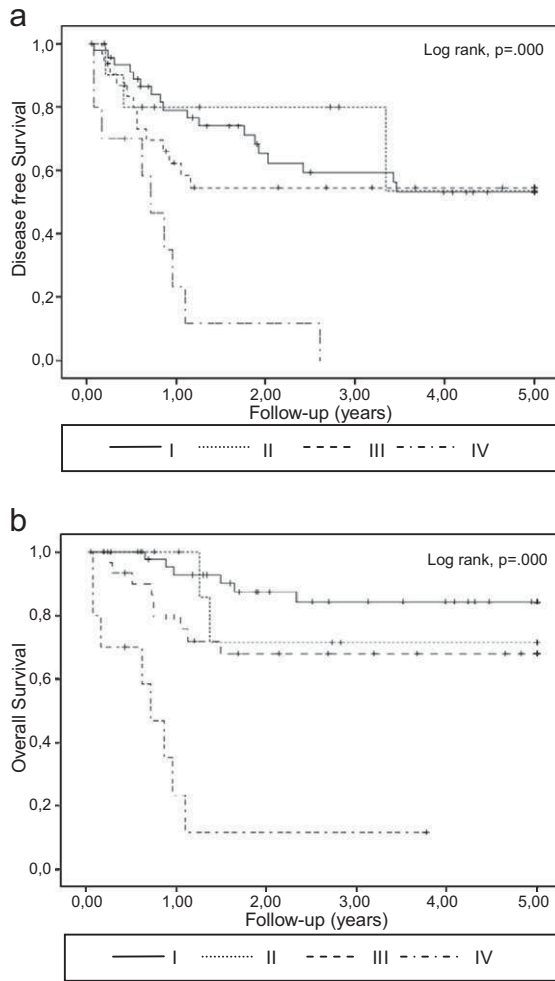 a
Log rank, p=.000
Disease free Survival
1,0
0,8
0,6
0,4
0,2
0,0
0,00 1,00 2,00 3,00 4,00 5,00
Follow-up (years)
I II III IV
b
Log rank, p=.000
Overall Survival
1,0
0,8
0,6
0,4
0,2
0,0
0,00 1,00 2,00 3,00 4,00 5,00
Follow-up (years)
I II III IV